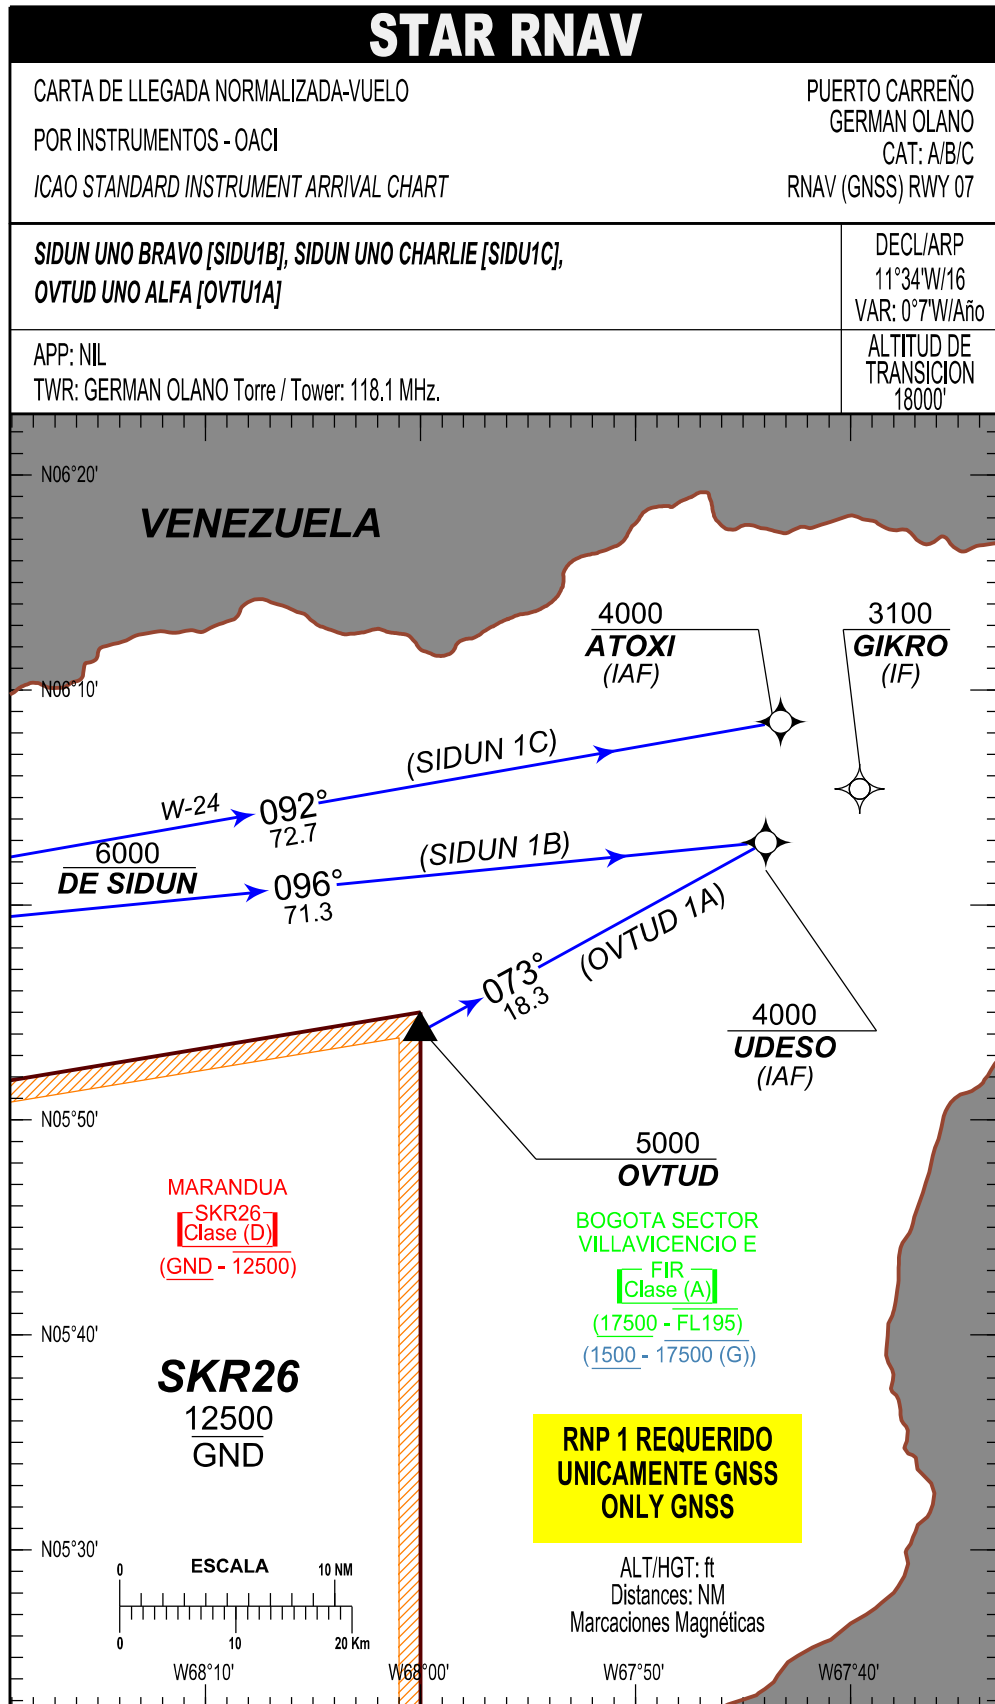 STAR RNAV
CARTA DE LLEGADA NORMALIZADA-VUELO
POR INSTRUMENTOS - OACI
ICAO STANDARD INSTRUMENT ARRIVAL CHART
PUERTO CARREÑO
GERMAN OLANO
CAT: A/B/C
RNAV (GNSS) RWY 07
SIDUN UNO BRAVO [SIDU1B], SIDUN UNO CHARLIE [SIDU1C],
OVTUD UNO ALFA [OVTU1A]
DECL/ARP
11°34'W/16
VAR: 0°7'W/Año
APP: NIL
TWR: GERMAN OLANO Torre / Tower: 118.1 MHz.
ALTITUD DE
TRANSICION
18000'
N06°20'
VENEZUELA
4000
ATOXI
(IAF)
3100
GIKRO
(IF)
N06°10'
(SIDUN 1C)
W-24
092°
72.7
6000
DE SIDUN
(SIDUN 1B)
096°
71.3
(OVTUD 1A)
073°
18.3
4000
UDESO
(IAF)
N05°50'
5000
OVTUD
MARANDUA
SKR26
Clase (D)
(GND - 12500)
BOGOTA SECTOR
VILLAVICENCIO E
FIR
Clase (A)
(17500 - FL195)
(1500 - 17500 (G))
N05°40'
SKR26
12500
GND
RNP 1 REQUERIDO
UNICAMENTE GNSS
ONLY GNSS
N05°30'
ESCALA
0
10 NM
0
10
20 Km
ALT/HGT: ft
Distances: NM
Marcaciones Magnéticas
W68°10'
W68°00'
W67°50'
W67°40'